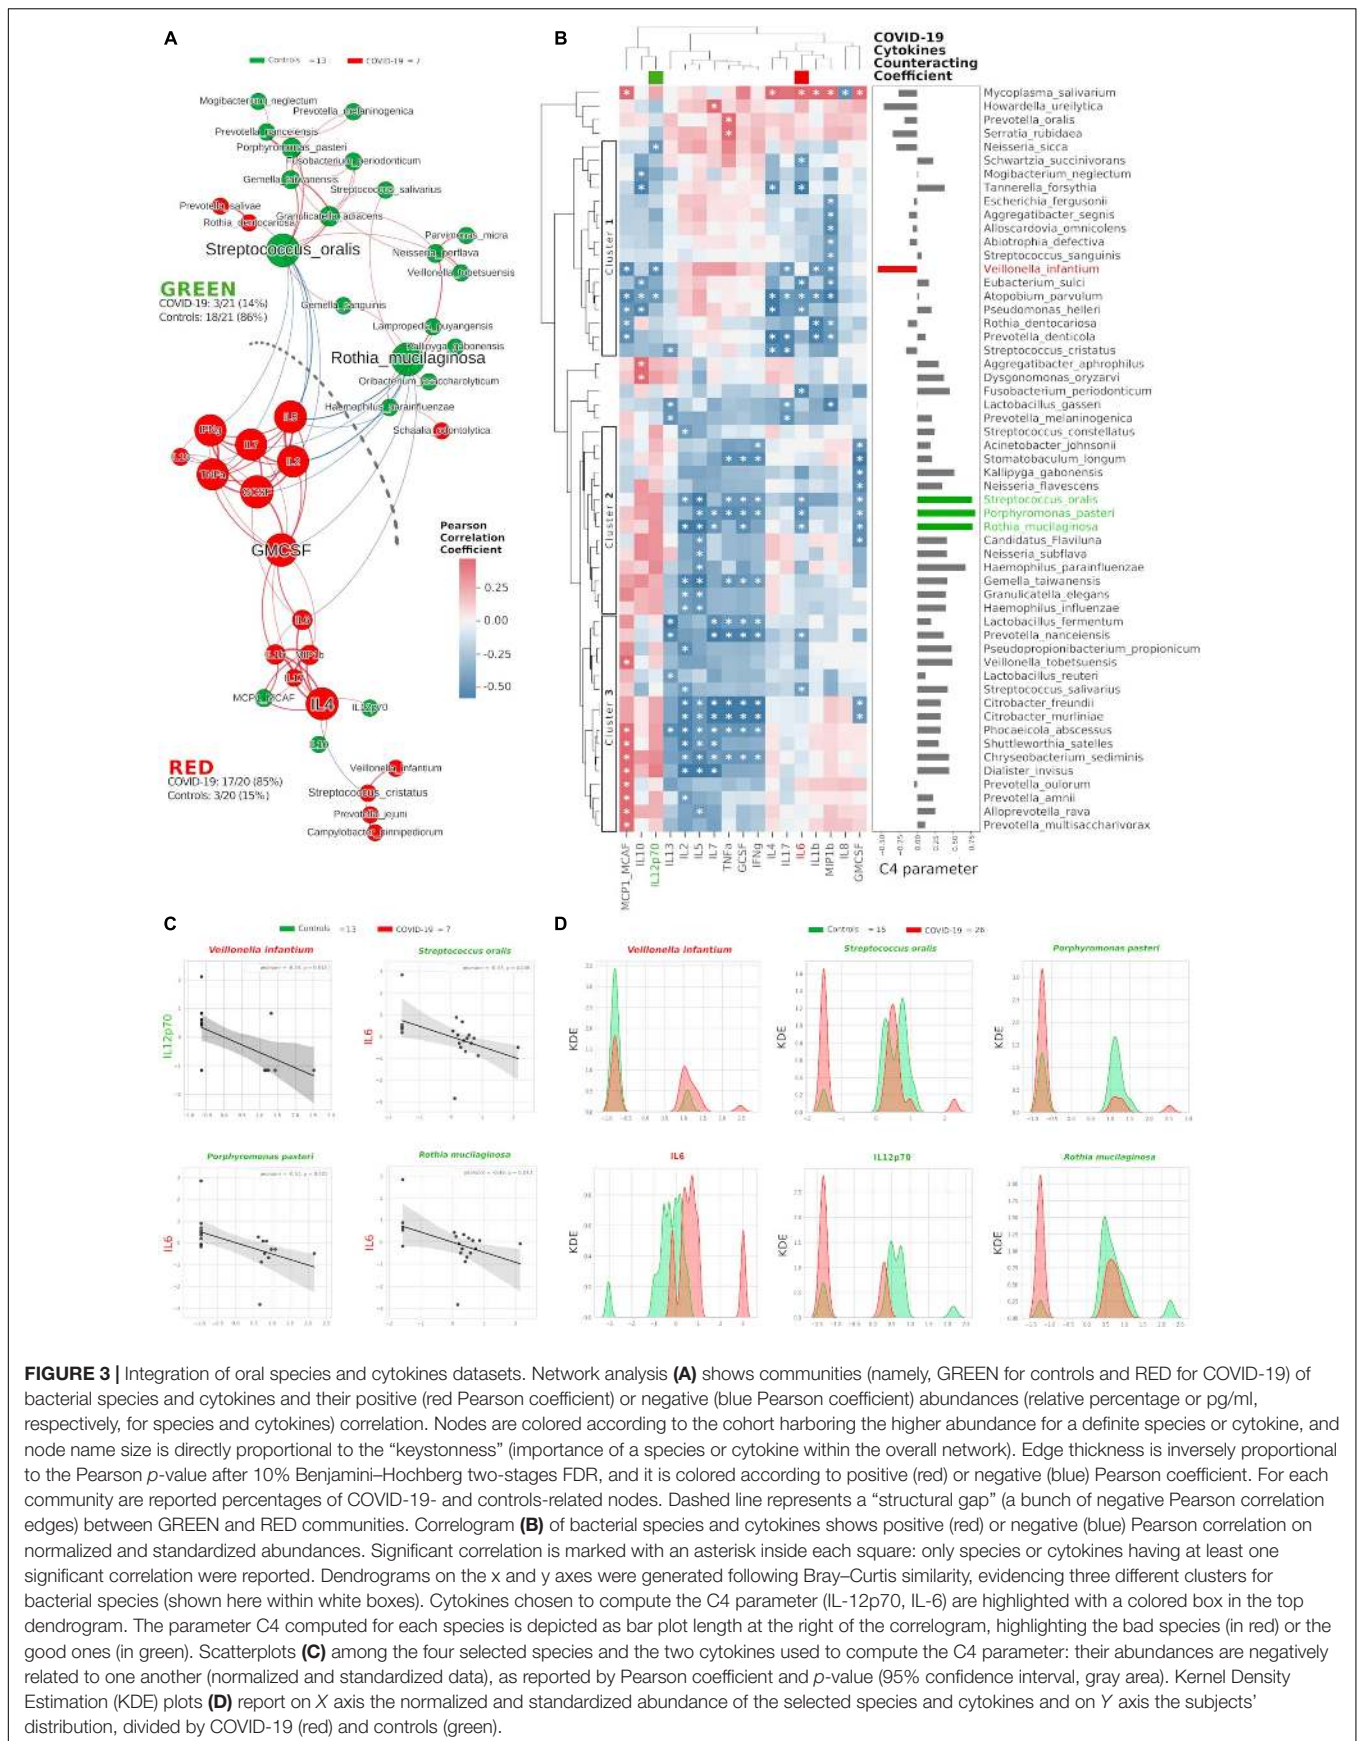 A
Controls =13
COVID-19 = 7
Mogibacterium_neglectum
Prevotella_melaninogenica
Prevotella_nanceiensis
Porphyromonas_pasteri
Fusobacterium_periodonticum
Gemella_taiwanensis
Streptococcus_salivarius
Prevotella_salivae
Granulicatella_adiacens
Rothia_dentocariosa
Parvimonas_micra
Streptococcus_oralis
Neisseria_perflava
Veillonella_tobetsuensis
GREEN
COVID-19: 3/21 (14%)
Controls: 18/21 (86%)
Gemella_sanguinis
Lampropedia_puyangensis
Kallipyga_gabonensis
Rothia_mucilaginosa
Oribacterium_asaccharolyticum
Haemophilus_parainfluenzae
Schaalia_odontolytica
IL5
IFNg
IL7
IL2
TNFa
GCSF
GMCSF
Pearson
Correlation
Coefficient
0.25
0.00
-0.25
-0.50
MIP1b
MCP1_MCAF
IL4
IL12p70
RED
COVID-19: 17/20 (85%)
Controls: 3/20 (15%)
Veillonella_infantium
Streptococcus_cristatus
Prevotella_jejuni
Campylobacter_pinnipediorum
B
COVID-19
Cytokines
Counteracting
Coefficient
Cluster 1
Cluster 2
Cluster 3
Mycoplasma_salivarium
Howardella_ureilytica
Prevotella_oralis
Serratia_rubidaea
Neisseria_sicca
Schwartzia_succinivorans
Mogibacterium_neglectum
Tannerella_forsythia
Escherichia_fergusonii
Aggregatibacter_segnis
Alloscardovia_omnicolens
Abiotrophia_defectiva
Streptococcus_sanguinis
Veillonella_infantium
Eubacterium_sulci
Atopobium_parvulum
Pseudomonas_helleri
Rothia_dentocariosa
Prevotella_denticola
Streptococcus_cristatus
Aggregatibacter_aphrophilus
Dysgonomonas_oryzarvi
Fusobacterium_periodonticum
Lactobacillus_gasseri
Prevotella_melaninogenica
Streptococcus_constellatus
Acinetobacter_johnsonii
Stomatobaculum_longum
Kallipyga_gabonensis
Neisseria_flavescens
Streptococcus_oralis
Porphyromonas_pasteri
Rothia_mucilaginosa
Candidatus_Flaviluna
Neisseria_subflava
Haemophilus_parainfluenzae
Gemella_taiwanensis
Granulicatella_elegans
Haemophilus_influenzae
Lactobacillus_fermentum
Prevotella_nanceiensis
Pseudopropionibacterium_propionicum
Veillonella_tobetsuensis
Lactobacillus_reuteri
Streptococcus_salivarius
Citrobacter_freundii
Citrobacter_murliniae
Phocaeicola_abscessus
Shuttleworthia_satelles
Chryseobacterium_sediminis
Dialister_invisus
Prevotella_oulorum
Prevotella_amnii
Alloprevotella_rava
Prevotella_multisaccharivorax
MCP1_MCAF
IL10
IL12p70
IL13
IL2
IL5
IL7
TNFa
GCSF
IFNg
IL4
IL17
IL6
IL1b
MIP1b
IL8
GMCSF
-0.50
-0.25
0.00
0.25
0.50
0.75
C4 parameter
C
Controls =13
COVID-19 = 7
Veillonella infantium
IL12p70
Streptococcus oralis
IL6
Porphyromonas pasteri
IL6
Rothia mucilaginosa
IL6
D
Controls = 15
COVID-19 = 26
Veillonella infantium
KDE
Streptococcus oralis
KDE
Porphyromonas pasteri
KDE
IL6
KDE
IL12p70
KDE
Rothia mucilaginosa
KDE
FIGURE 3 | Integration of oral species and cytokines datasets. Network analysis (A) shows communities (namely, GREEN for controls and RED for COVID-19) of
bacterial species and cytokines and their positive (red Pearson coefficient) or negative (blue Pearson coefficient) abundances (relative percentage or pg/ml,
respectively, for species and cytokines) correlation. Nodes are colored according to the cohort harboring the higher abundance for a definite species or cytokine, and
node name size is directly proportional to the “keystonness” (importance of a species or cytokine within the overall network). Edge thickness is inversely proportional
to the Pearson p-value after 10% Benjamini–Hochberg two-stages FDR, and it is colored according to positive (red) or negative (blue) Pearson coefficient. For each
community are reported percentages of COVID-19- and controls-related nodes. Dashed line represents a “structural gap” (a bunch of negative Pearson correlation
edges) between GREEN and RED communities. Correlogram (B) of bacterial species and cytokines shows positive (red) or negative (blue) Pearson correlation on
normalized and standardized abundances. Significant correlation is marked with an asterisk inside each square: only species or cytokines having at least one
significant correlation were reported. Dendrograms on the x and y axes were generated following Bray–Curtis similarity, evidencing three different clusters for
bacterial species (shown here within white boxes). Cytokines chosen to compute the C4 parameter (IL-12p70, IL-6) are highlighted with a colored box in the top
dendrogram. The parameter C4 computed for each species is depicted as bar plot length at the right of the correlogram, highlighting the bad species (in red) or the
good ones (in green). Scatterplots (C) among the four selected species and the two cytokines used to compute the C4 parameter: their abundances are negatively
related to one another (normalized and standardized data), as reported by Pearson coefficient and p-value (95% confidence interval, gray area). Kernel Density
Estimation (KDE) plots (D) report on X axis the normalized and standardized abundance of the selected species and cytokines and on Y axis the subjects’
distribution, divided by COVID-19 (red) and controls (green).